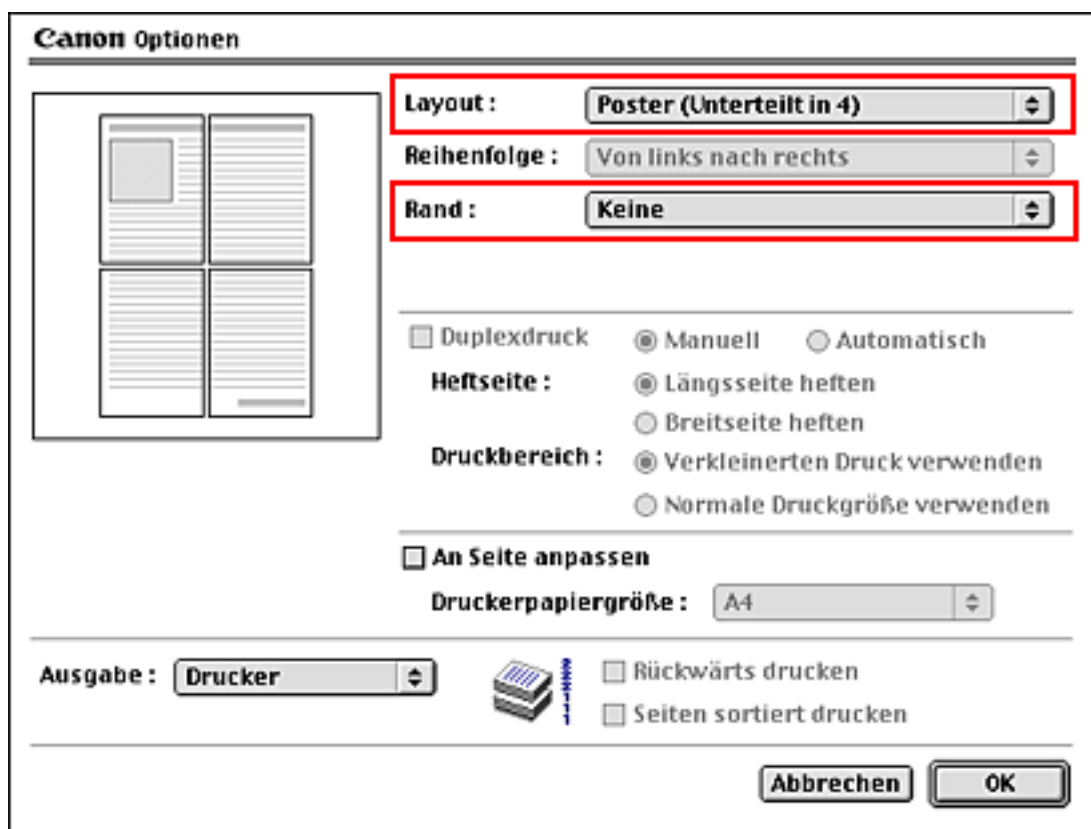 Canon Optionen
Layout : Poster (Unterteilt in 4)
Reihenfolge : Von links nach rechts
Rand : Keine
Duplexdruck Manuell Automatisch
Heftseite : Längsseite heften
Breitseite heften
Druckbereich : Verkleinerten Druck verwenden
Normale Druckgröße verwenden
An Seite anpassen
Druckerpapiergröße : A4
Ausgabe : Drucker
Rückwärts drucken
Seiten sortiert drucken
Abbrechen OK